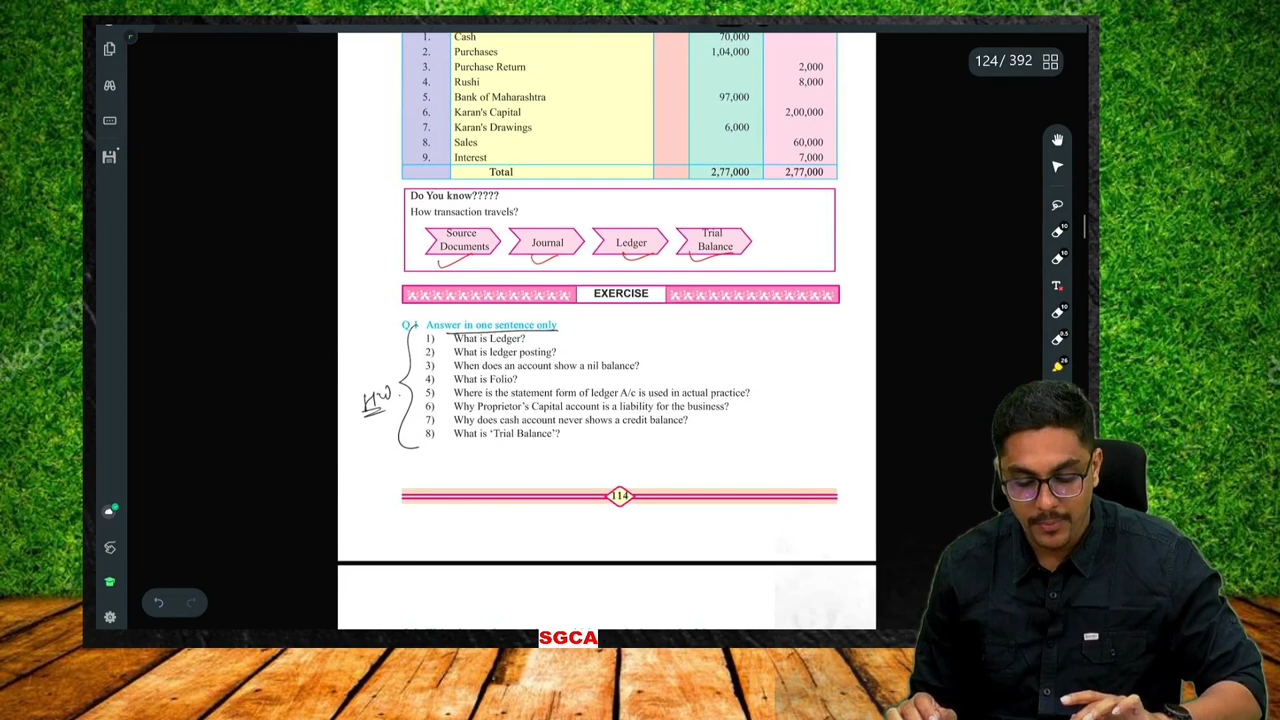 124 / 392
1. Cash 70,000
2. Purchases 1,04,000
3. Purchase Return 2,000
4. Rushi 8,000
5. Bank of Maharashtra 97,000
6. Karan's Capital 2,00,000
7. Karan's Drawings 6,000
8. Sales 60,000
9. Interest 7,000
Total 2,77,000 2,77,000
Do You know?????
How transaction travels?
Source Documents
Journal
Ledger
Trial Balance
EXERCISE
Q.1 Answer in one sentence only
1) What is Ledger?
2) What is ledger posting?
3) When does an account show a nil balance?
4) What is Folio?
5) Where is the statement form of ledger A/c is used in actual practice?
6) Why Proprietor's Capital account is a liability for the business?
7) Why does cash account never shows a credit balance?
8) What is ‘Trial Balance’?
HW.
114
SGCA